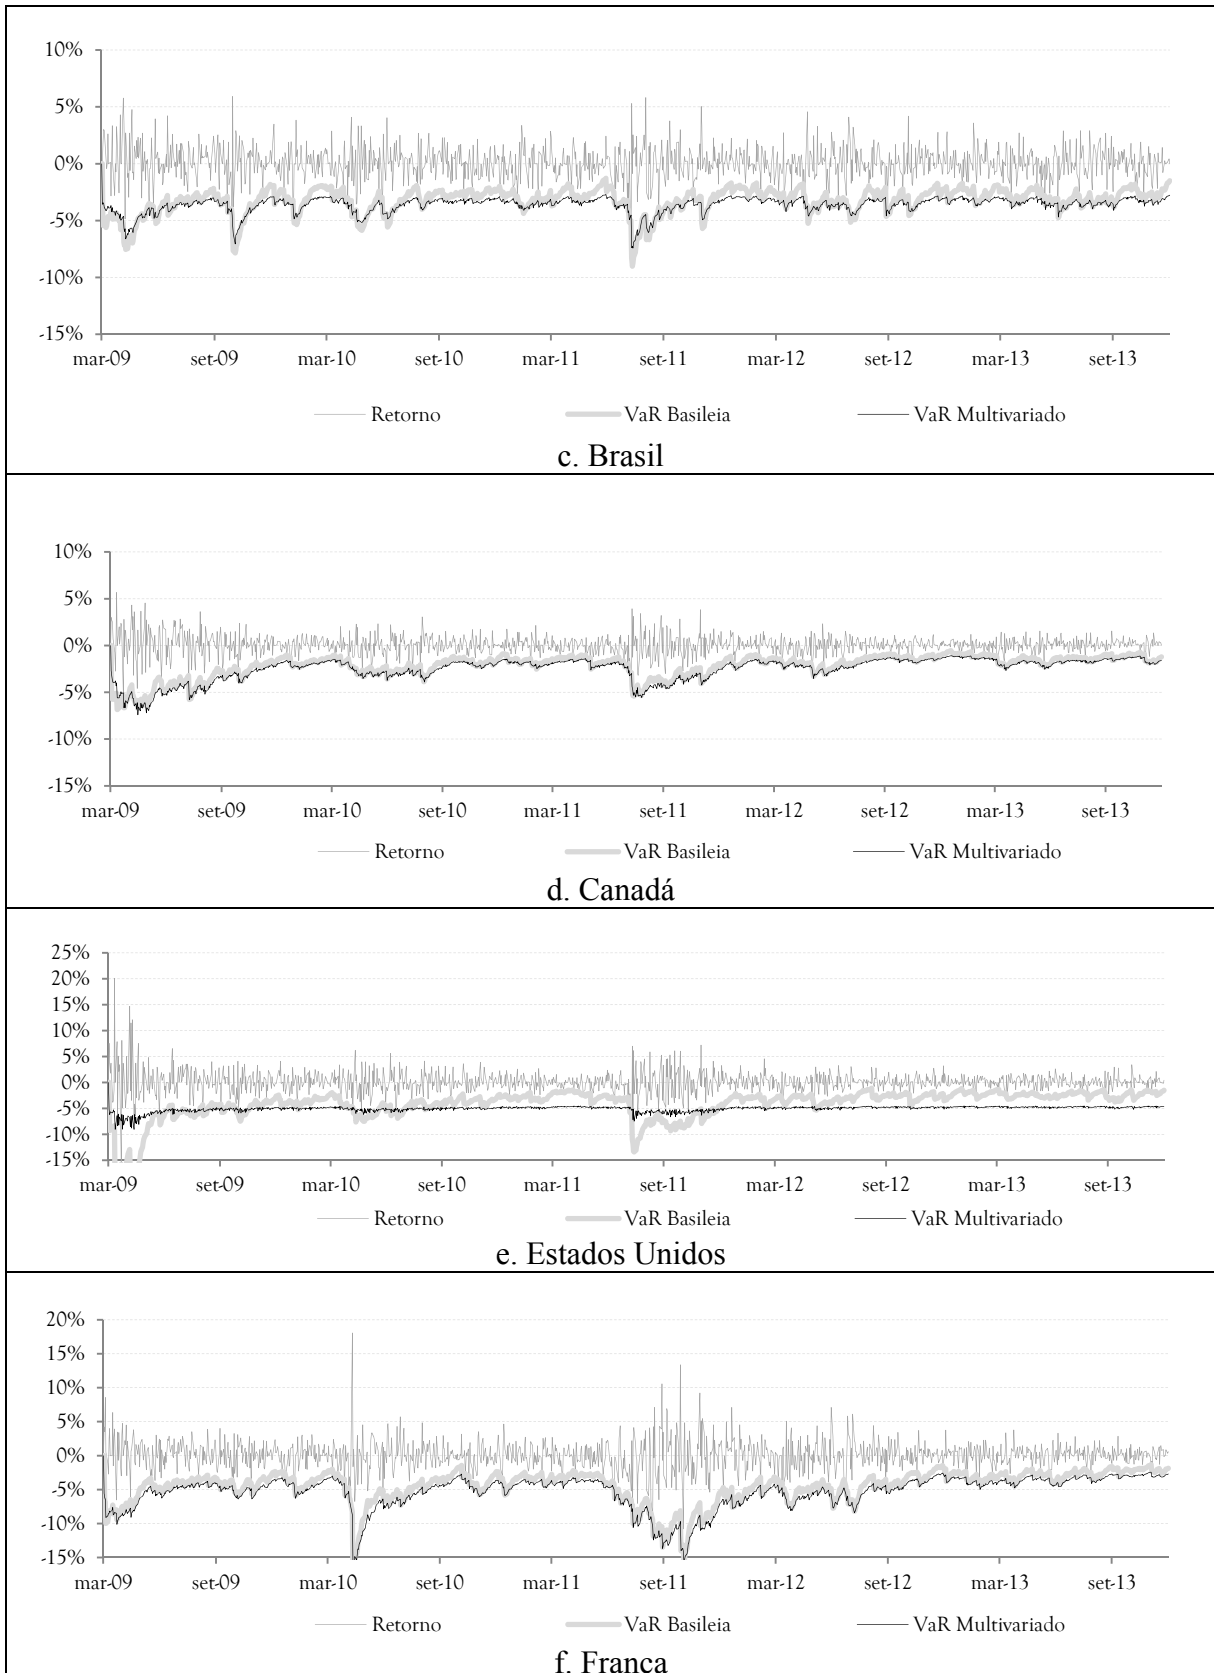 10%
5%
0%
-5%
-10%
-15%
mar-09 set-09 mar-10 set-10 mar-11 set-11 mar-12 set-12 mar-13 set-13
Retorno VaR Basileia VaR Multivariado
c. Brasil
10%
5%
0%
-5%
-10%
-15%
mar-09 set-09 mar-10 set-10 mar-11 set-11 mar-12 set-12 mar-13 set-13
Retorno VaR Basileia VaR Multivariado
d. Canadá
25%
20%
15%
10%
5%
0%
-5%
-10%
-15%
mar-09 set-09 mar-10 set-10 mar-11 set-11 mar-12 set-12 mar-13 set-13
Retorno VaR Basileia VaR Multivariado
e. Estados Unidos
20%
15%
10%
5%
0%
-5%
-10%
-15%
mar-09 set-09 mar-10 set-10 mar-11 set-11 mar-12 set-12 mar-13 set-13
Retorno VaR Basileia VaR Multivariado
f. Franca